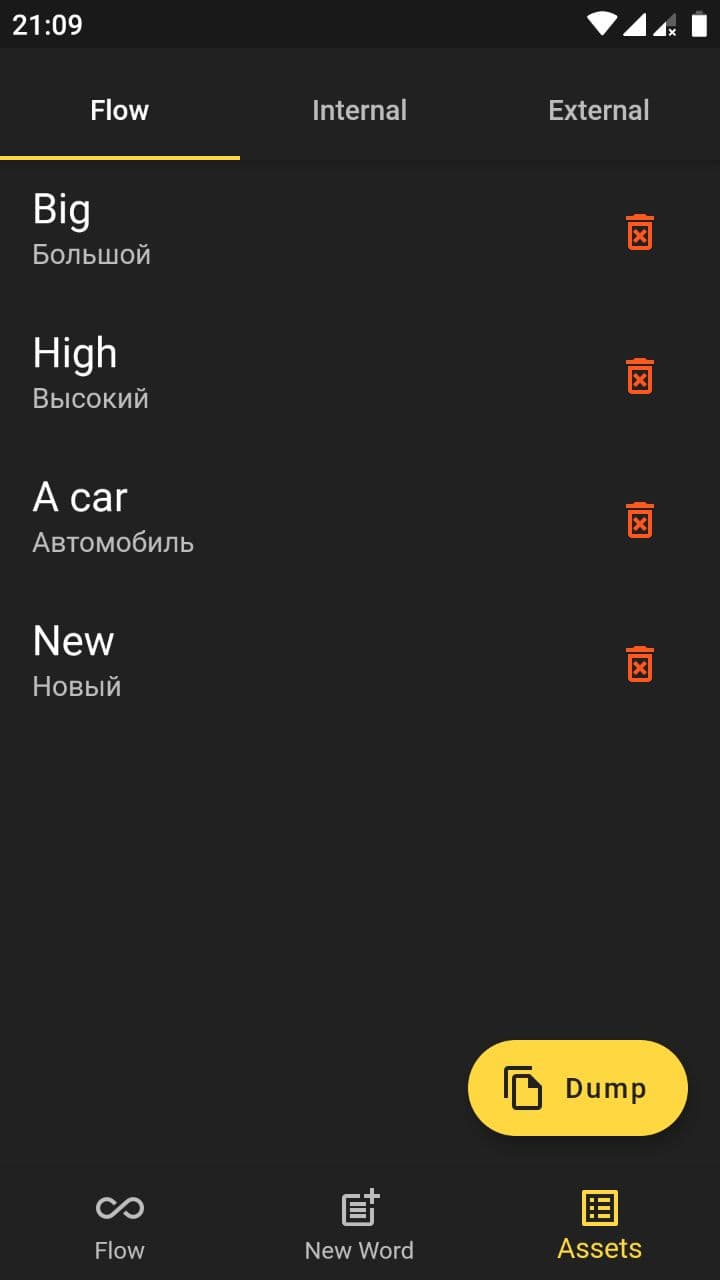 21:09
Flow Internal External
Big
Большой
High
Высокий
A car
Автомобиль
New
Новый
Dump
Flow New Word Assets